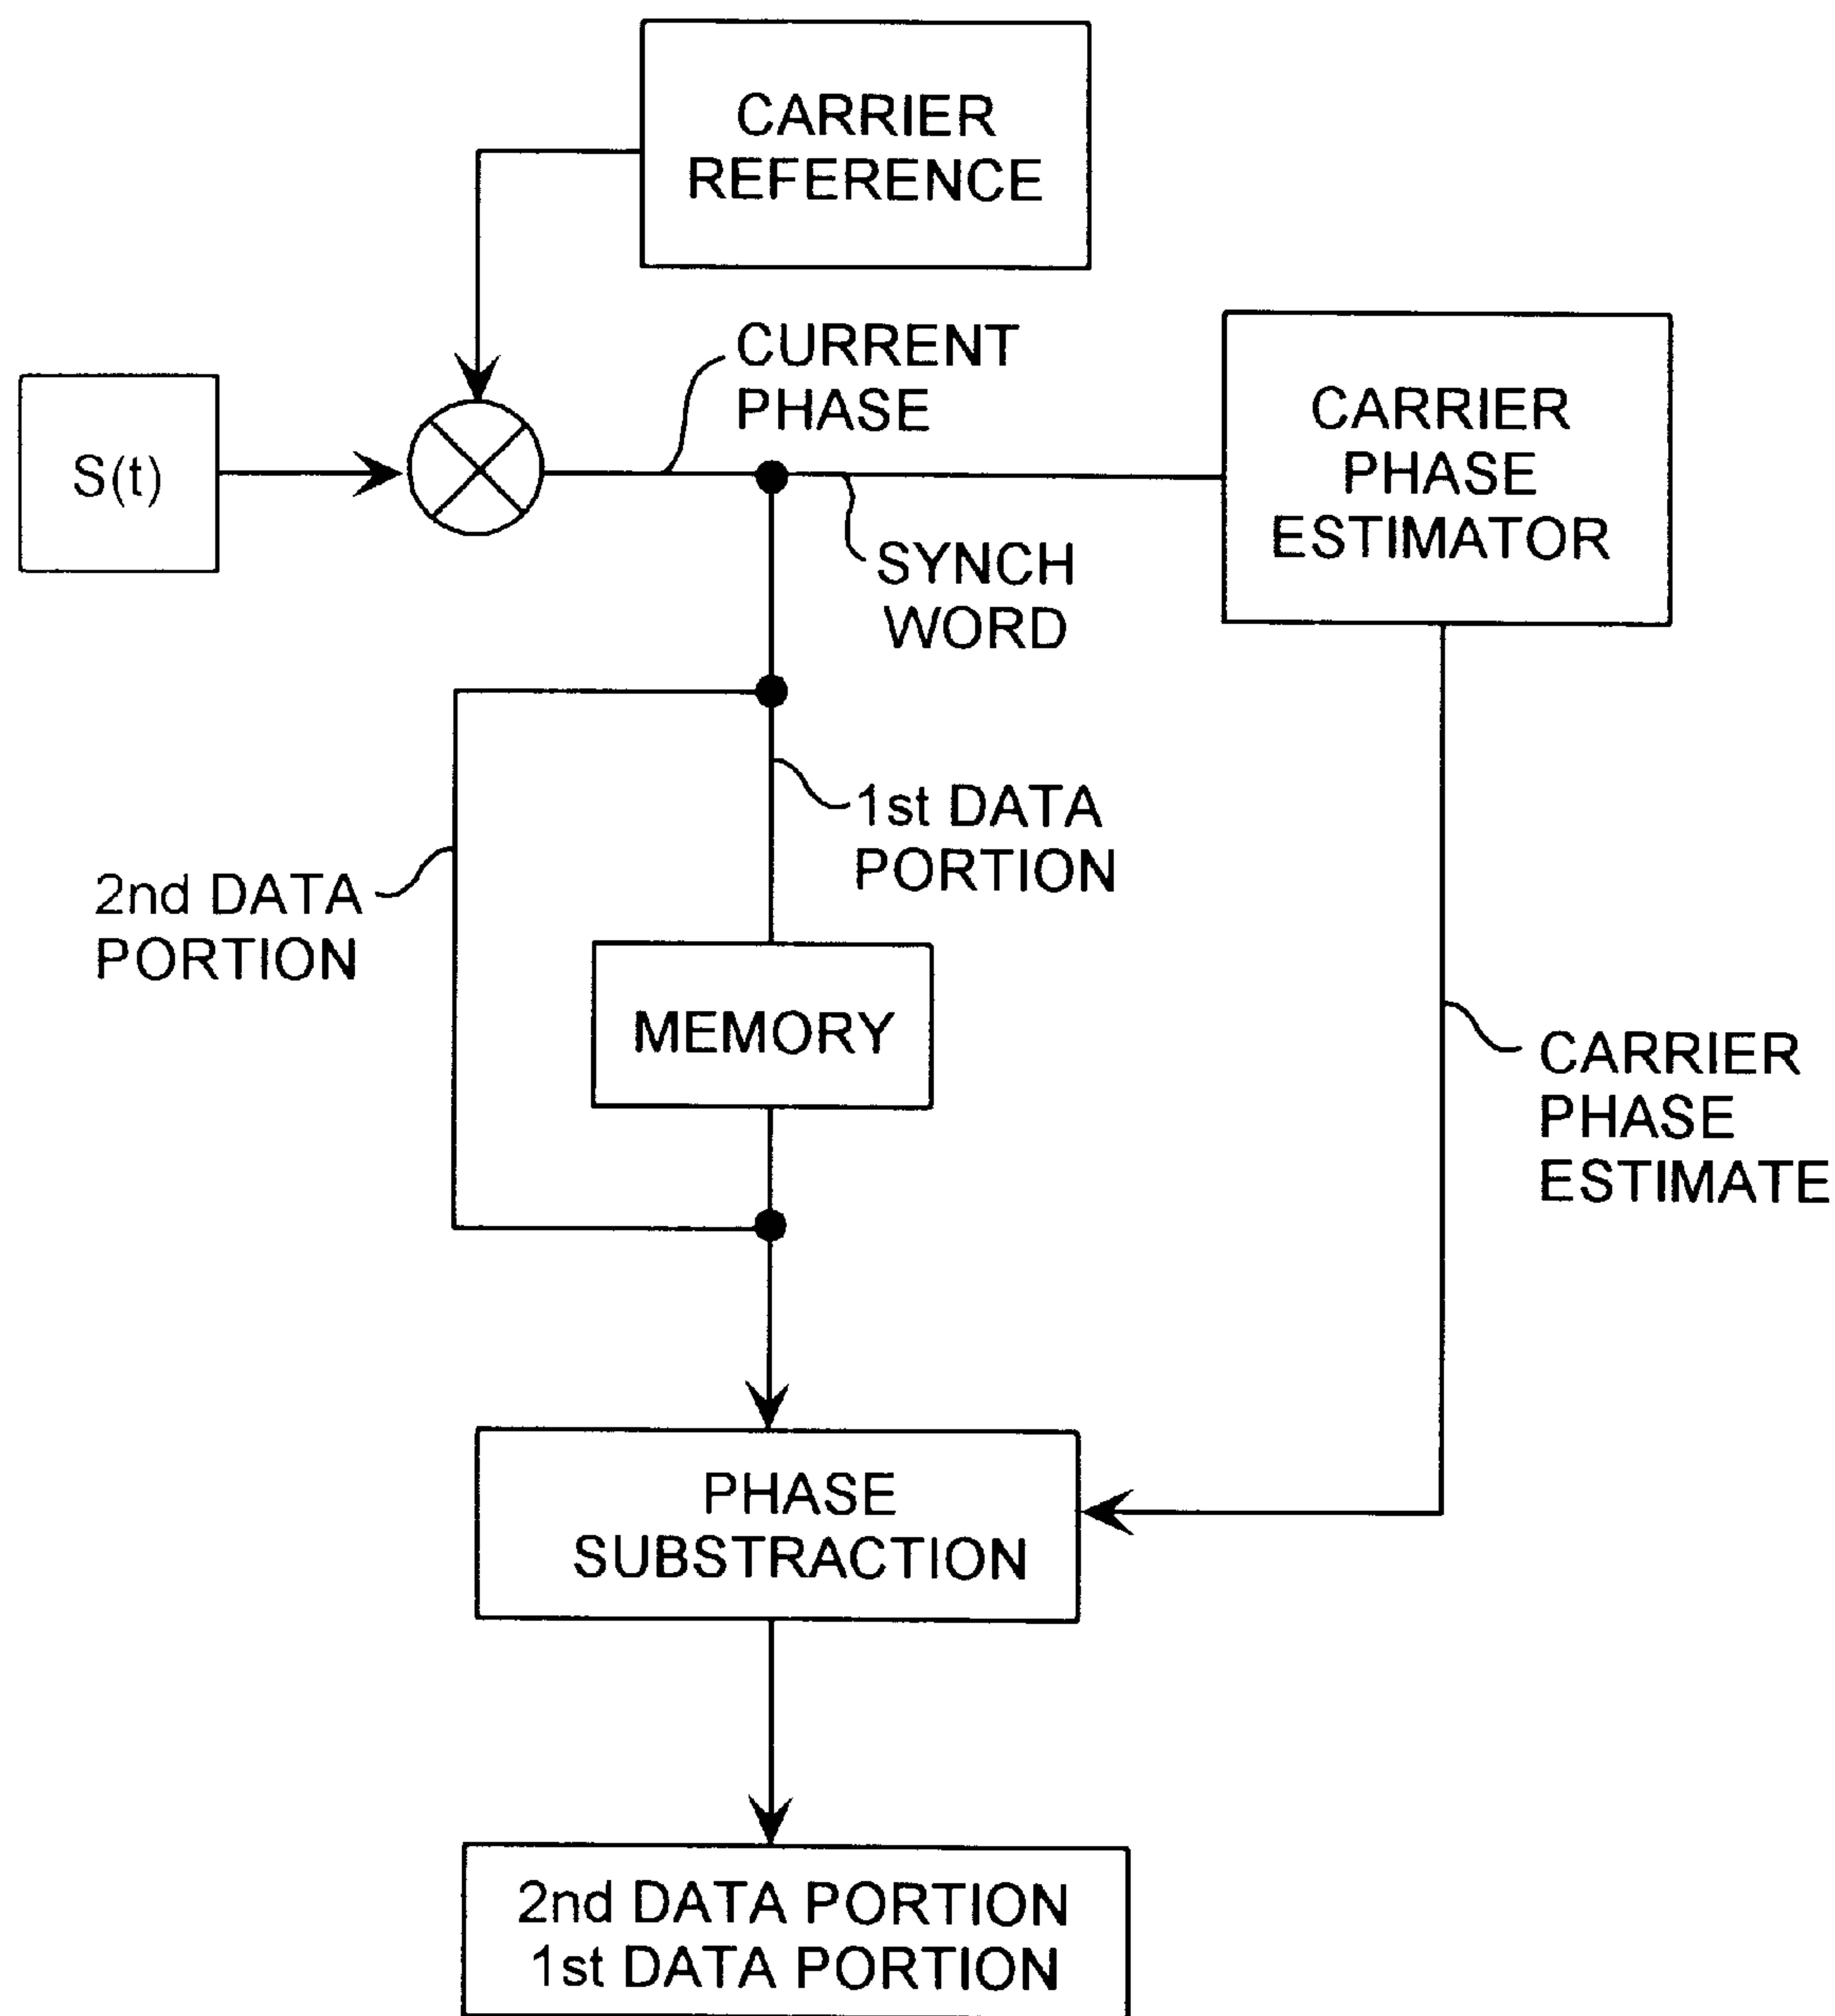 CARRIER
REFERENCE
CURRENT
PHASE
S(t)
CARRIER
PHASE
ESTIMATOR
SYNCH
WORD
1st DATA
PORTION
2nd DATA
PORTION
MEMORY
CARRIER
PHASE
ESTIMATE
PHASE
SUBSTRACTION
2nd DATA PORTION
1st DATA PORTION